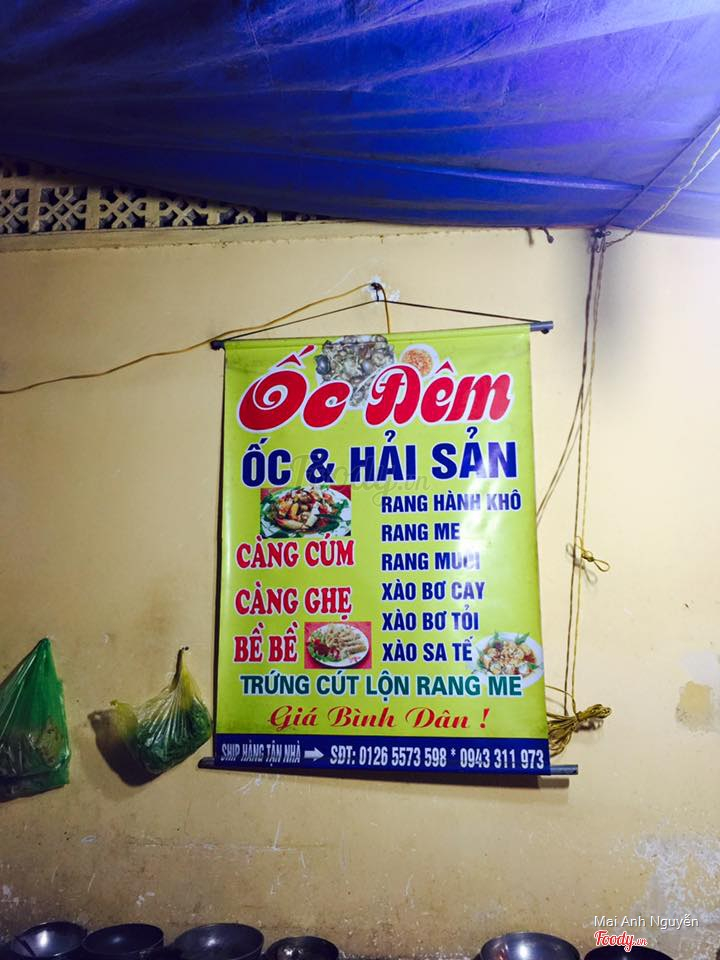 Ốc Đêm
ỐC & HẢI SẢN
CÀNG CÚM
CÀNG GHẸ
BỀ BỀ
RANG HÀNH KHÔ
RANG ME
RANG MUỐI
XÀO BƠ CAY
XÀO BƠ TỎI
XÀO SA TẾ
TRỨNG CÚT LỘN RANG ME
Giá Bình Dân !
SHIP HÀNG TẬN NHÀ → SĐT: 0126 5573 598 * 0943 311 973
Foody.vn
Mai Anh Nguyễn
Foody.vn